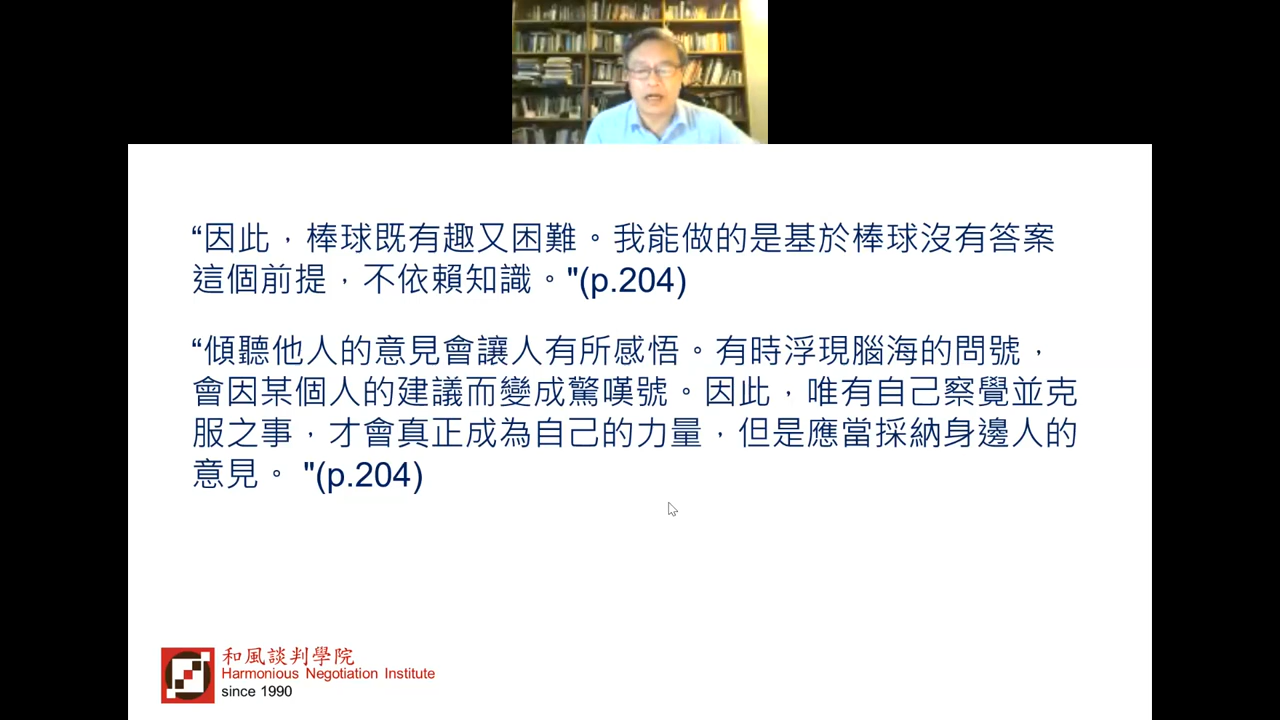 “因此，棒球既有趣又困難。我能做的是基於棒球沒有答案
這個前提，不依賴知識。"(p.204)
“傾聽他人的意見會讓人有所感悟。有時浮現腦海的問號，
會因某個人的建議而變成驚嘆號。因此，唯有自己察覺並克
服之事，才會真正成為自己的力量，但是應當採納身邊人的
意見。 "(p.204)
和風談判學院
Harmonious Negotiation Institute
since 1990